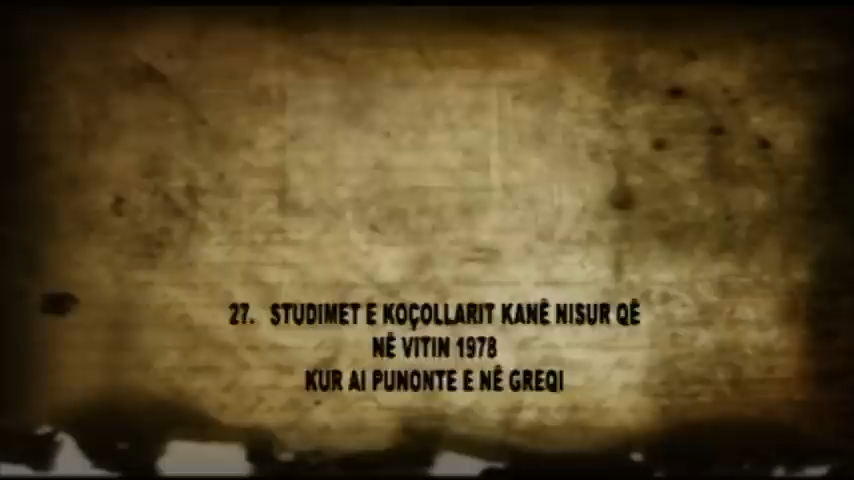 27. STUDIMET E KOÇOLLARIT KANË NISUR QË
NË VITIN 1978
KUR AI PUNONTE E NË GREQI